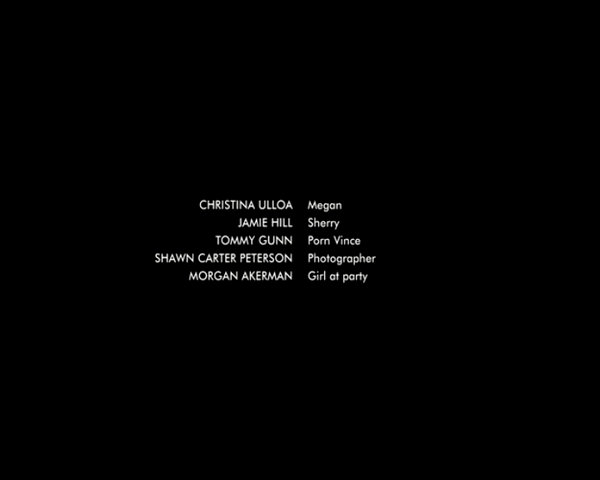 CHRISTINA ULLOA Megan
JAMIE HILL Sherry
TOMMY GUNN Porn Vince
SHAWN CARTER PETERSON Photographer
MORGAN AKERMAN Girl at party